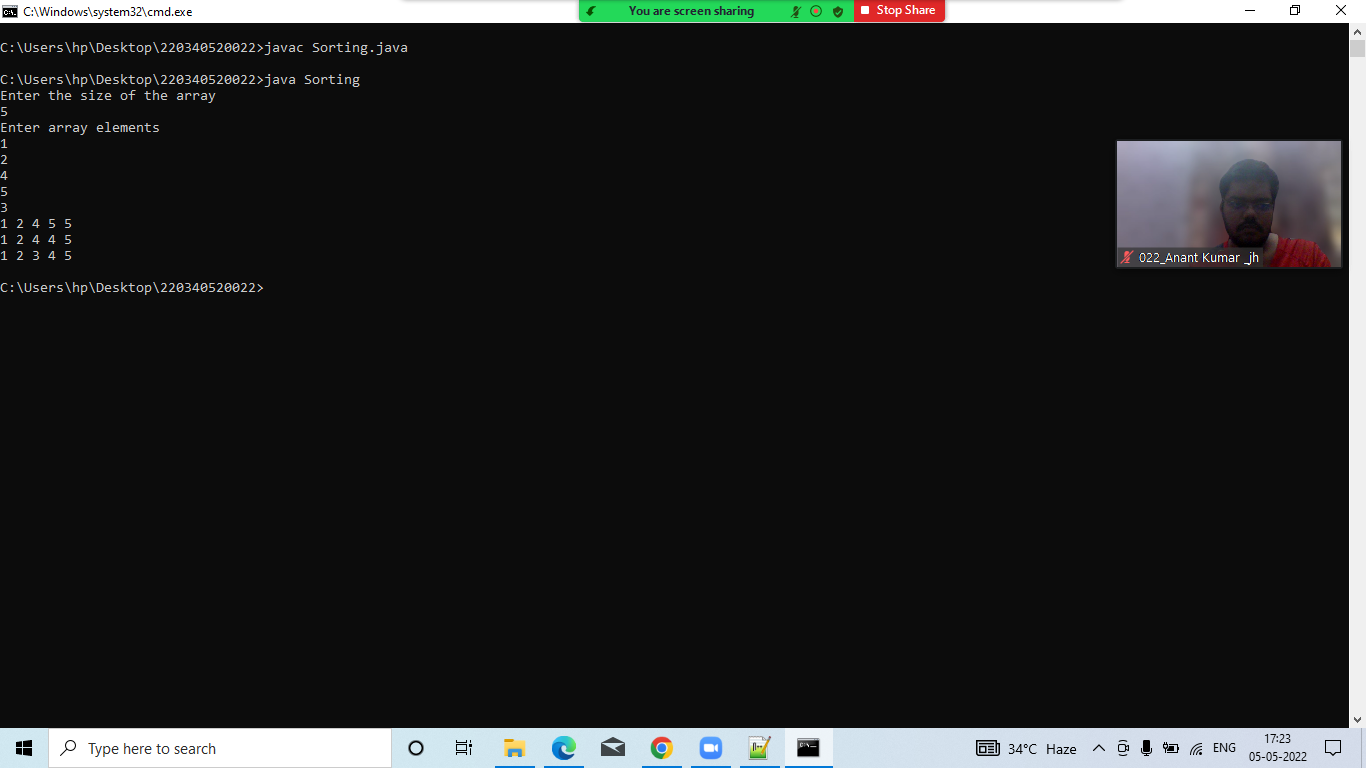 C:\Windows\system32\cmd.exe
You are screen sharing
Stop Share
C:\Users\hp\Desktop\220340520022>javac Sorting.java
C:\Users\hp\Desktop\220340520022>java Sorting
Enter the size of the array
5
Enter array elements
1
2
4
5
3
1 2 4 5 5
1 2 4 4 5
1 2 3 4 5
C:\Users\hp\Desktop\220340520022>
022_Anant Kumar _jh
Type here to search
34°C Haze
ENG
17:23
05-05-2022